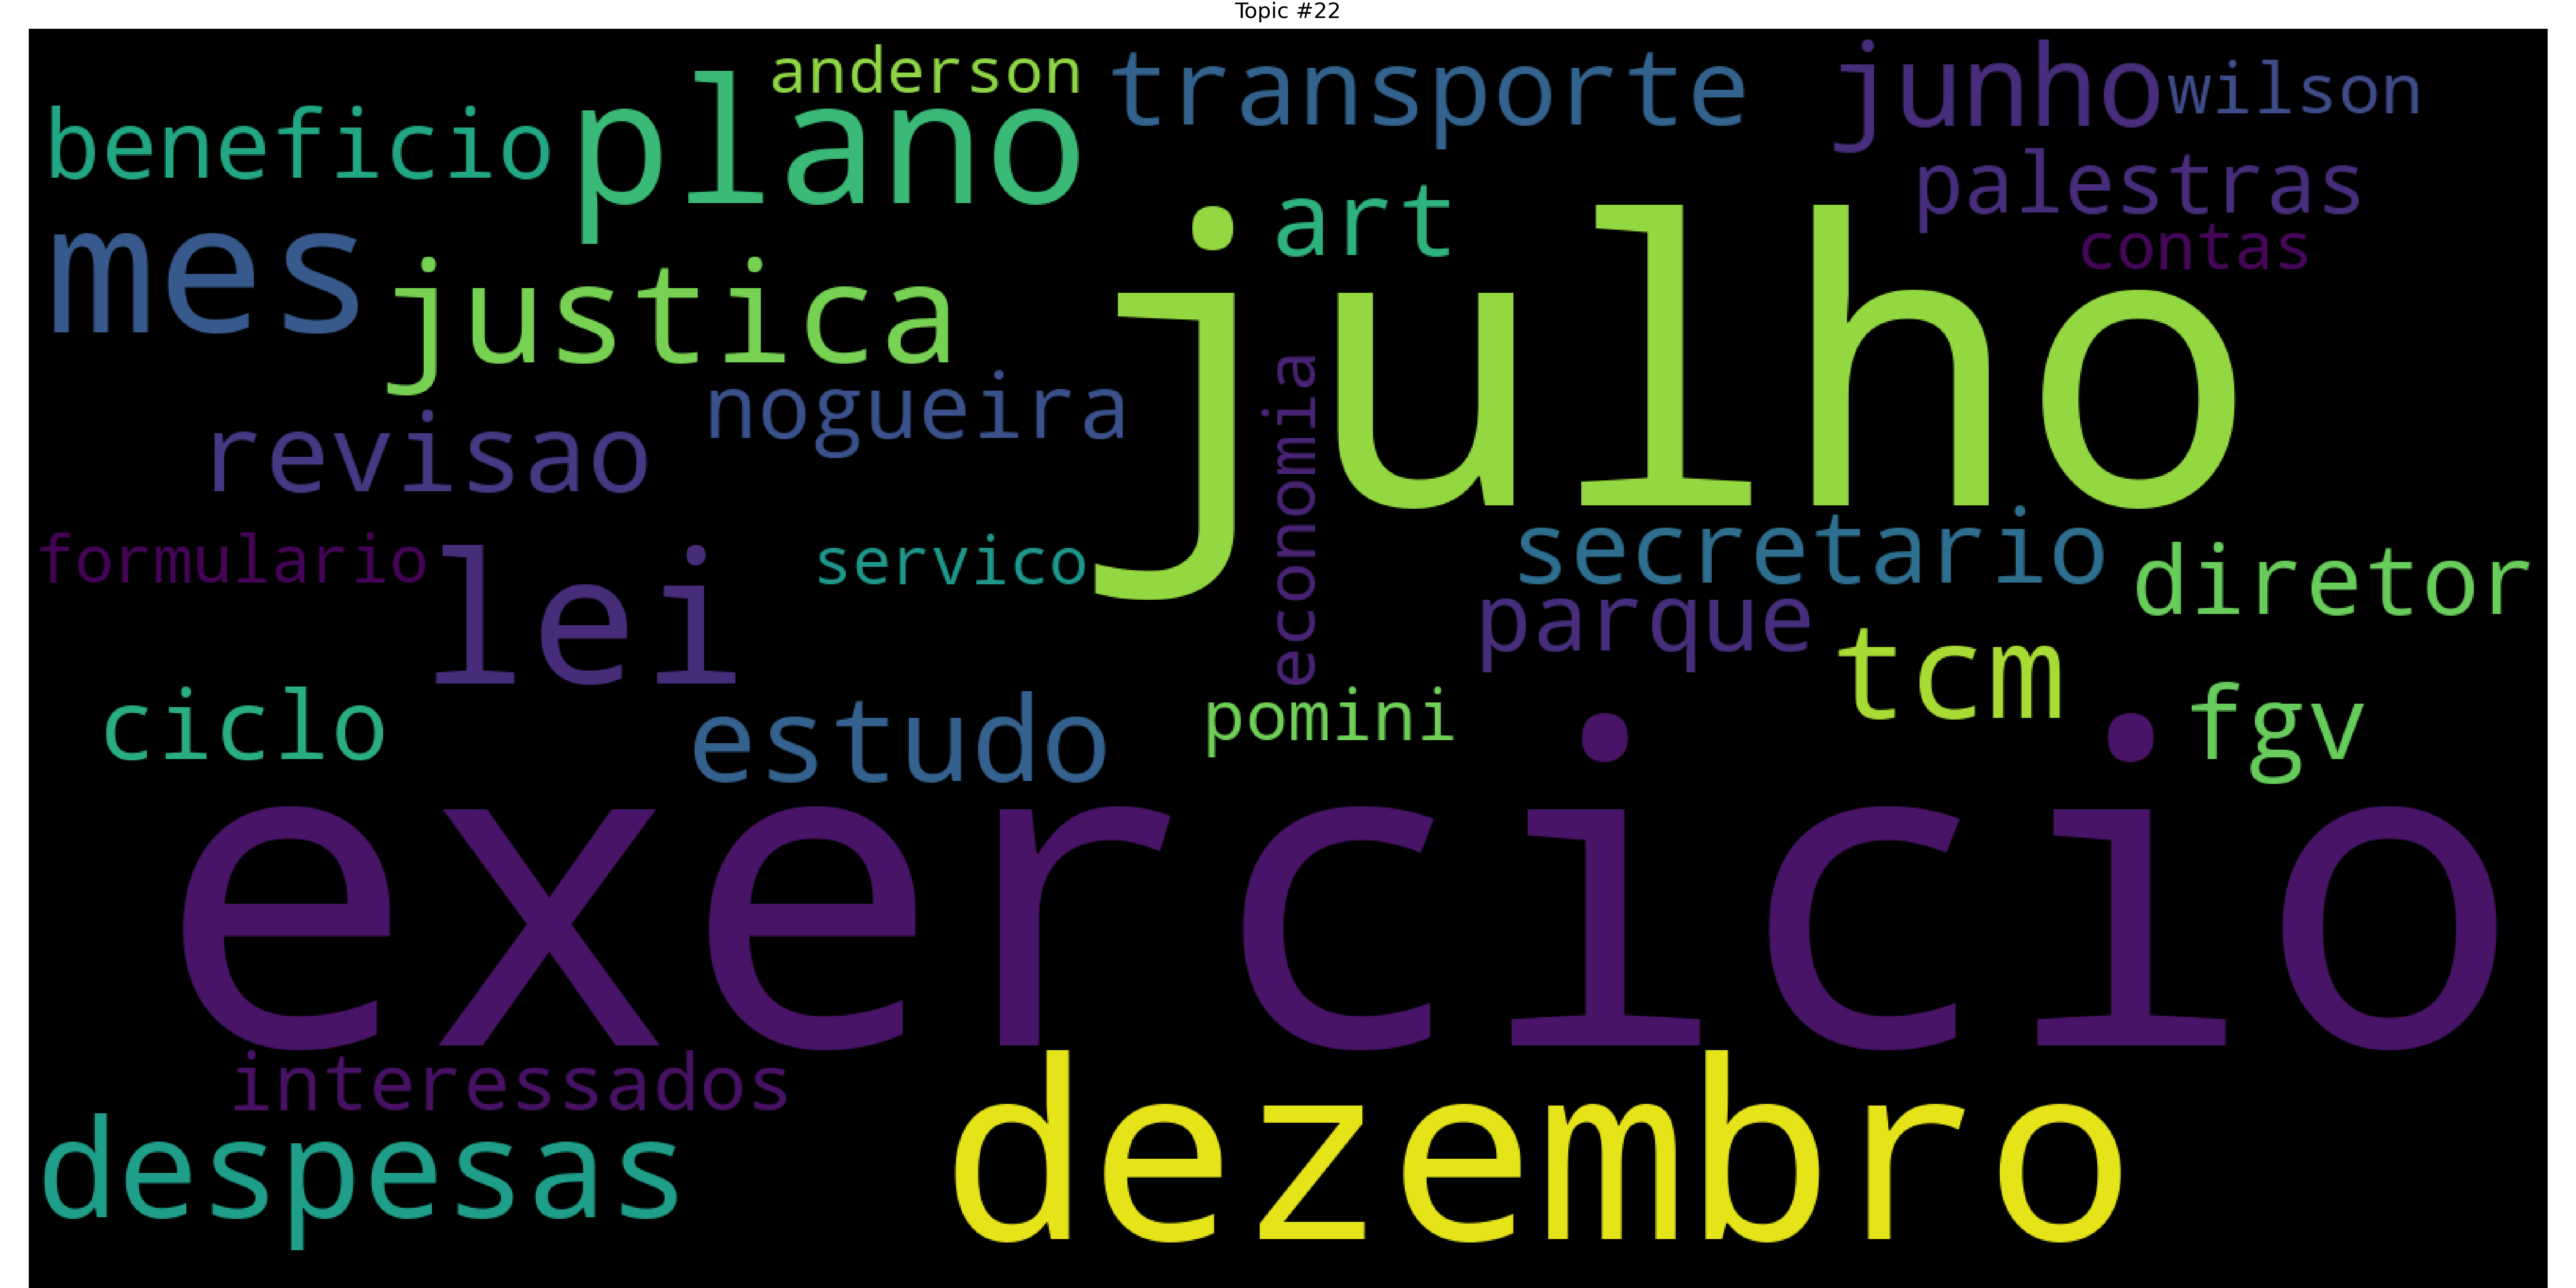 Topic #22
anderson
transporte
junho
wilson
beneficio
plano
palestras
art
contas
mes
justica
julho
nogueira
economia
revisao
formulario
lei
servico
secretario
diretor
parque
tcm
ciclo
estudo
pomini
fgv
exercicio
interessados
despesas
dezembro